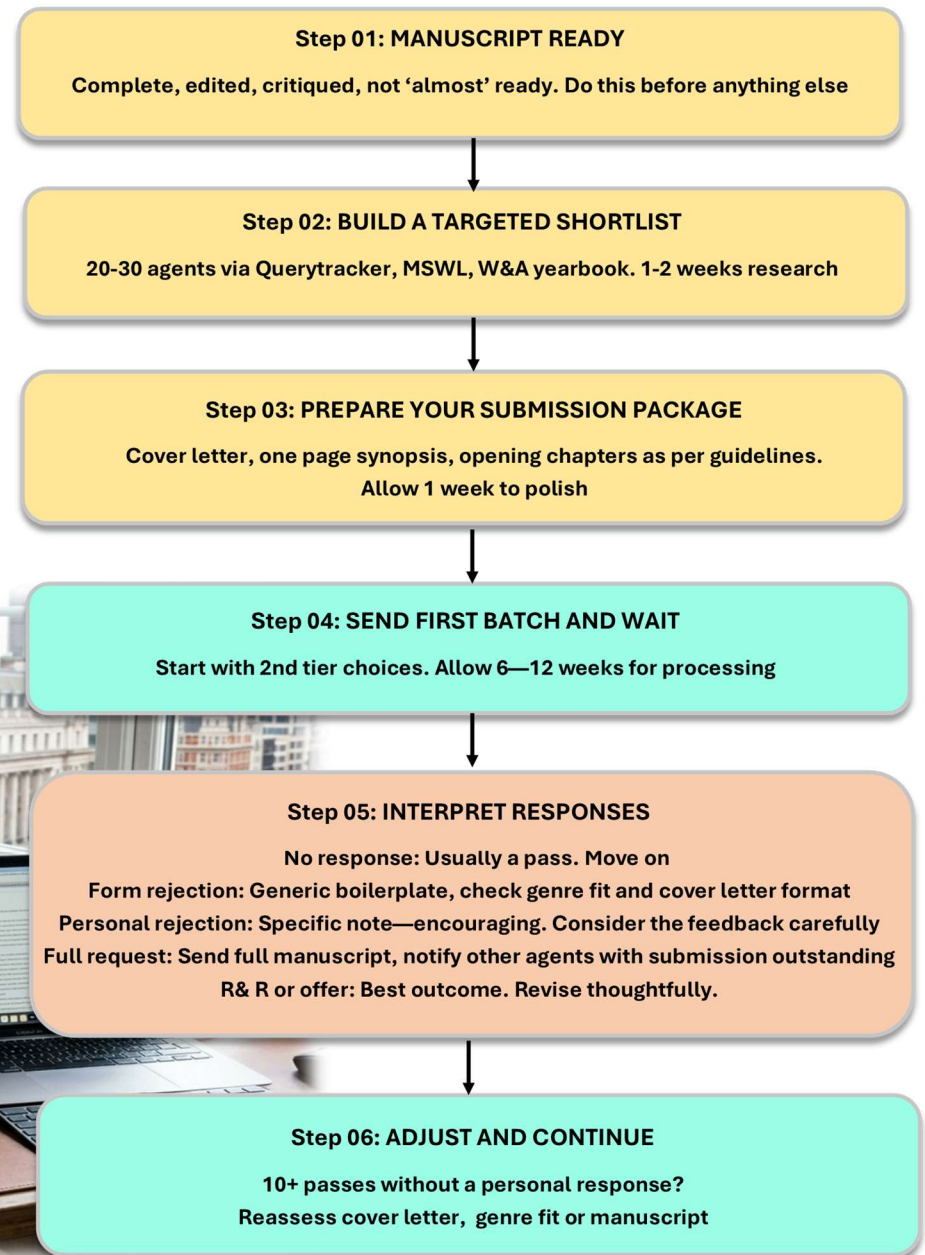 Step 01: MANUSCRIPT READY
Complete, edited, critiqued, not ‘almost’ ready. Do this before anything else
Step 02: BUILD A TARGETED SHORTLIST
20-30 agents via Querytracker, MSWL, W&A yearbook. 1-2 weeks research
Step 03: PREPARE YOUR SUBMISSION PACKAGE
Cover letter, one page synopsis, opening chapters as per guidelines.
Allow 1 week to polish
Step 04: SEND FIRST BATCH AND WAIT
Start with 2nd tier choices. Allow 6—12 weeks for processing
Step 05: INTERPRET RESPONSES
No response: Usually a pass. Move on
Form rejection: Generic boilerplate, check genre fit and cover letter format
Personal rejection: Specific note—encouraging. Consider the feedback carefully
Full request: Send full manuscript, notify other agents with submission outstanding
R& R or offer: Best outcome. Revise thoughtfully.
Step 06: ADJUST AND CONTINUE
10+ passes without a personal response?
Reassess cover letter,  genre fit or manuscript